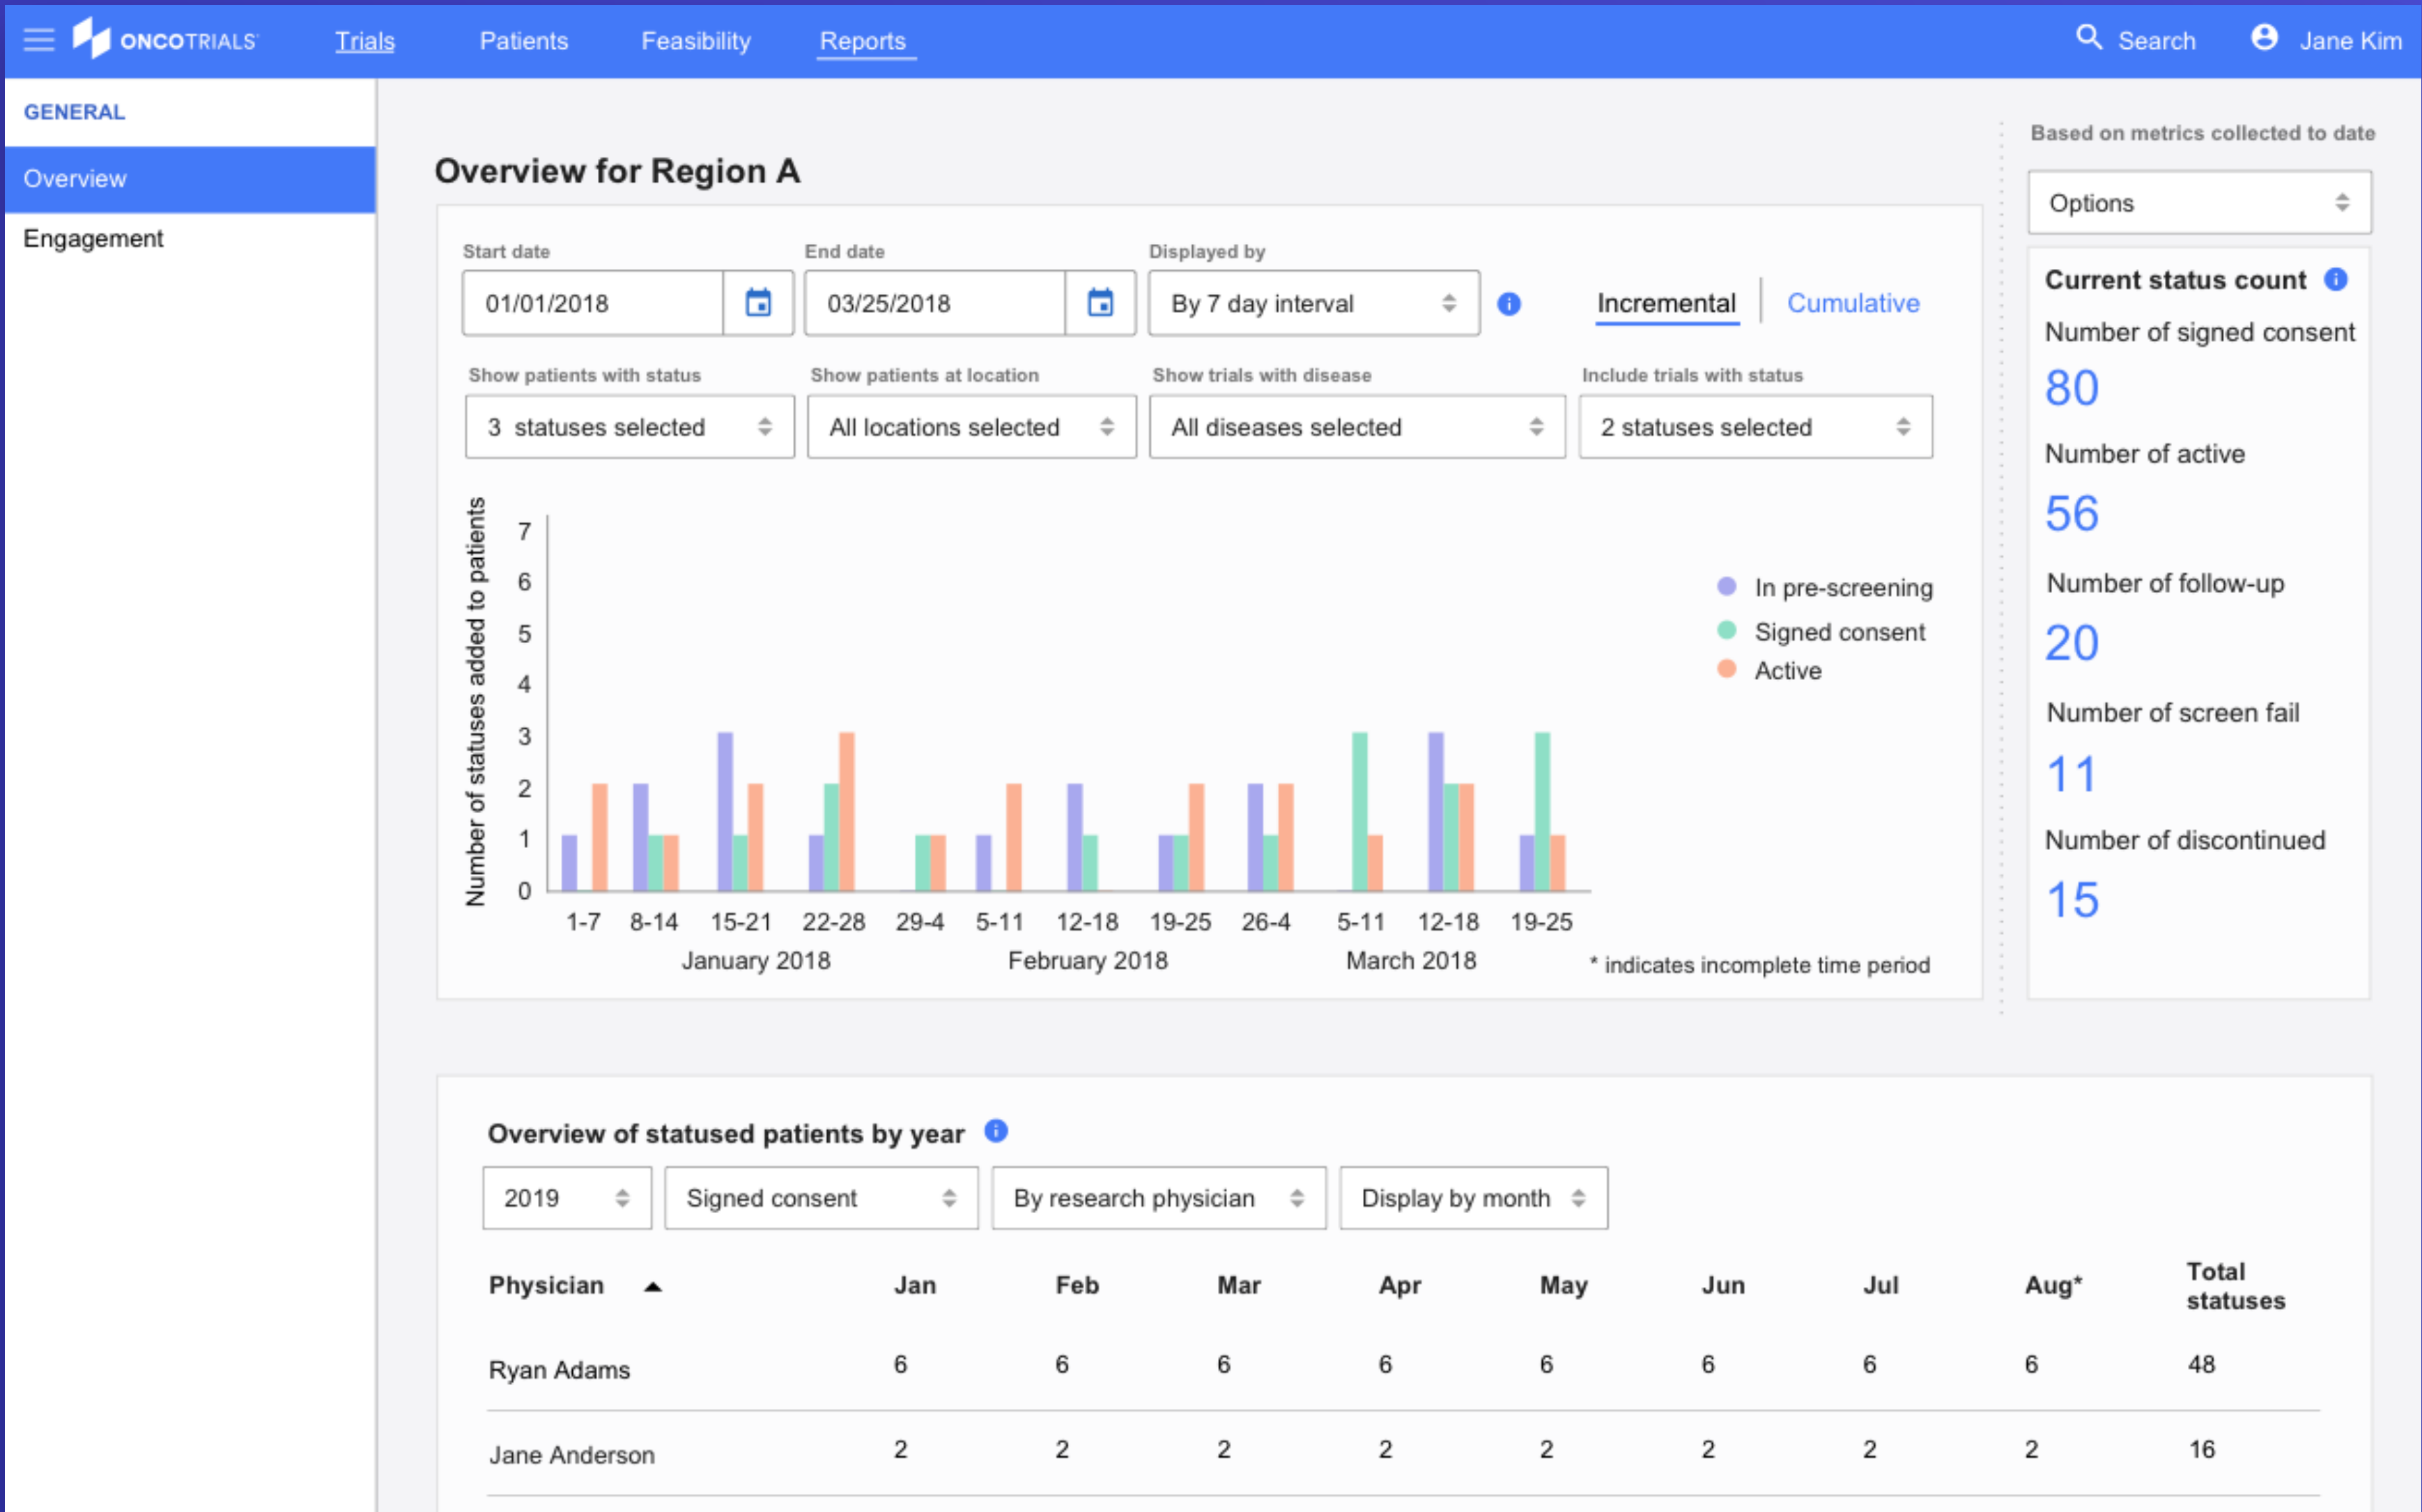 ONCOTRIALS Trials Patients Feasibility Reports Search Jane Kim
GENERAL
Overview
Engagement
Overview for Region A
Start date End date Displayed by
01/01/2018 03/25/2018 By 7 day interval Incremental Cumulative
Show patients with status Show patients at location Show trials with disease Include trials with status
3 statuses selected All locations selected All diseases selected 2 statuses selected
Number of statuses added to patients
7
6
5
4
3
2
1
0
In pre-screening
Signed consent
Active
1-7 8-14 15-21 22-28 29-4 5-11 12-18 19-25 26-4 5-11 12-18 19-25
January 2018 February 2018 March 2018
* indicates incomplete time period
Based on metrics collected to date
Options
Current status count
Number of signed consent
80
Number of active
56
Number of follow-up
20
Number of screen fail
11
Number of discontinued
15
Overview of statused patients by year
2019 Signed consent By research physician Display by month
Physician Jan Feb Mar Apr May Jun Jul Aug* Total statuses
Ryan Adams 6 6 6 6 6 6 6 6 48
Jane Anderson 2 2 2 2 2 2 2 2 16